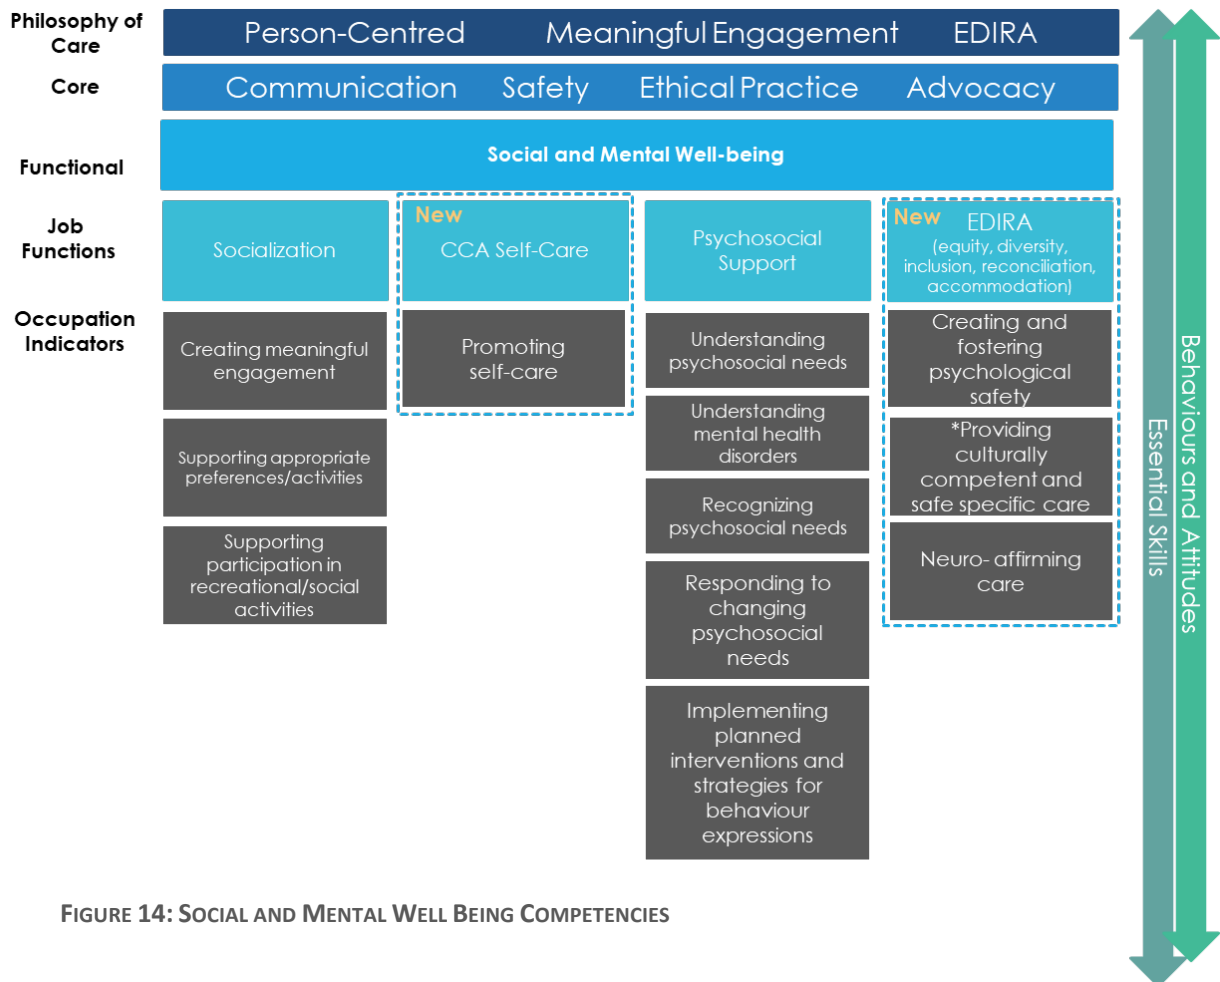 Philosophy of
Care
Person-Centred Meaningful Engagement EDIRA
Core
Communication Safety Ethical Practice Advocacy
Functional
Social and Mental Well-being
Job
Functions
Socialization
New
CCA Self-Care
Psychosocial
Support
New
EDIRA
(equity, diversity,
inclusion, reconciliation,
accommodation)
Occupation
Indicators
Creating meaningful
engagement
Supporting appropriate
preferences/activities
Supporting
participation in
recreational/social
activities
Promoting
self-care
Understanding
psychosocial needs
Understanding
mental health
disorders
Recognizing
psychosocial needs
Responding to
changing
psychosocial
needs
Implementing
planned
interventions and
strategies for
behaviour
expressions
Creating and
fostering
psychological
safety
*Providing
culturally
competent and
safe specific care
Neuro- affirming
care
Essential Skills
Behaviours and Attitudes
FIGURE 14: SOCIAL AND MENTAL WELL BEING COMPETENCIES